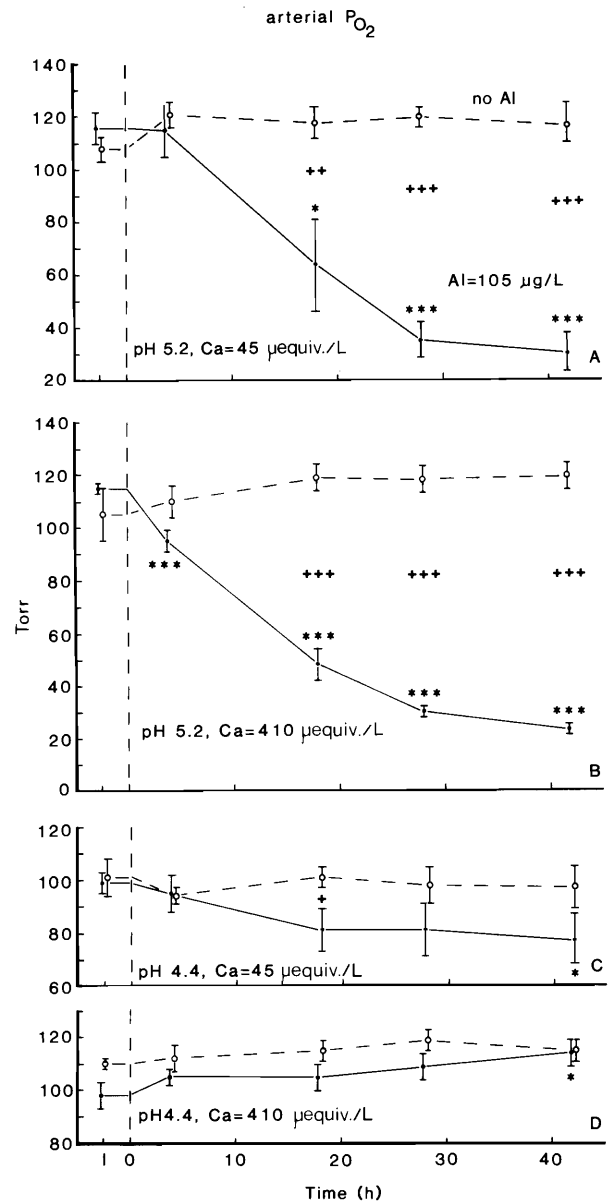 arterial PO2
140
no Al
120
100
++
+++
+++
80
*
60
Al=105 µg/L
***
***
40
pH 5.2, Ca=45 µequiv./L
A
20
140
120
100
***
+++
+++
+++
80
Torr
60
***
***
***
40
20
pH 5.2, Ca=410 µequiv./L
B
0
120
100
+
80
pH 4.4, Ca=45 µequiv./L
*
C
60
120
100
*
pH4.4, Ca=410 µequiv./L
D
80
0 10 20 30 40
Time (h)